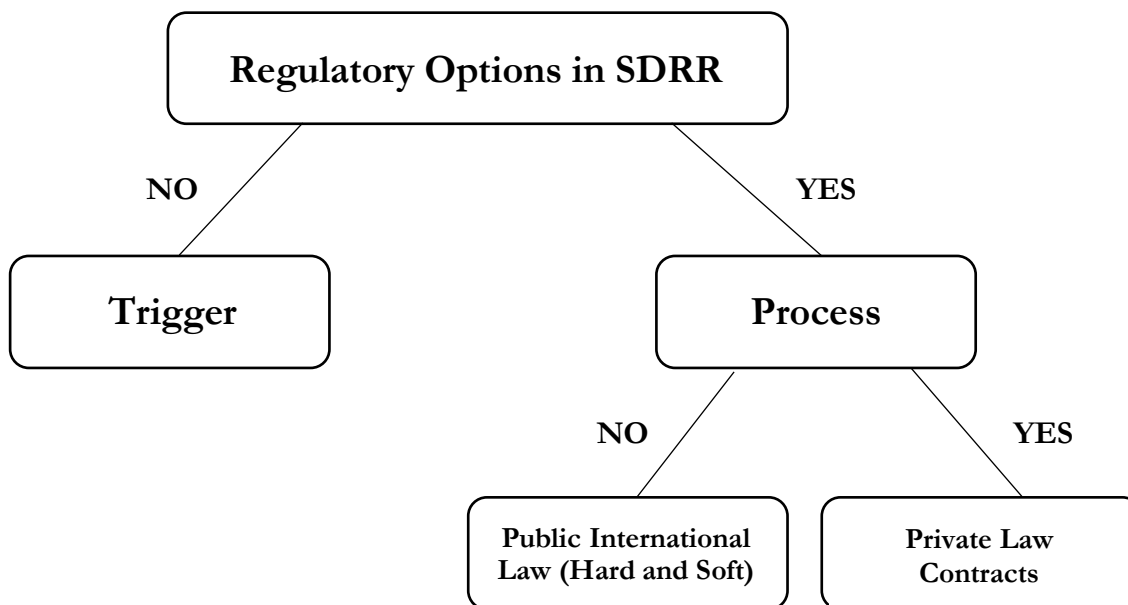 Regulatory Options in SDRR
NO
YES
Trigger
Process
NO
YES
Public International
Law (Hard and Soft)
Private Law
Contracts